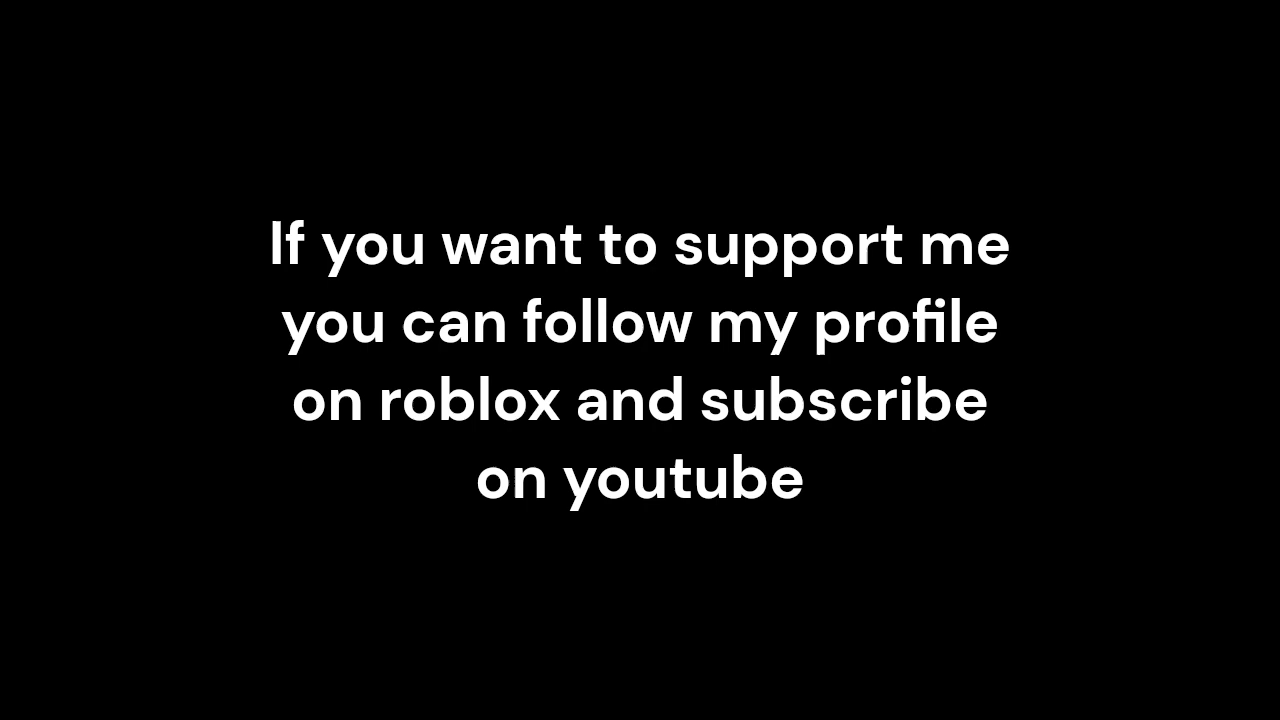 If you want to support me
you can follow my profile
on roblox and subscribe
on youtube